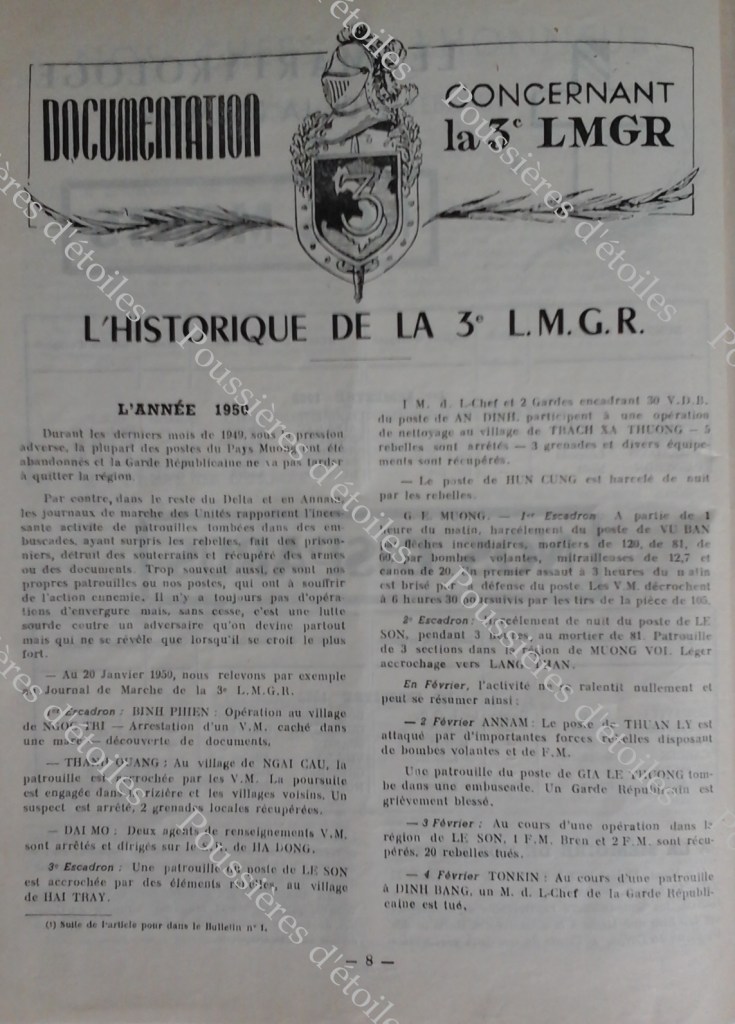 DOCUMENTATION
CONCERNANT
la 3e LMGR
3
L'HISTORIQUE DE LA 3e L.M.G.R.
L'ANNÉE 1950
Durant les derniers mois de 1949, sous la pression
adverse, la plupart des postes du Pays Muong ont été
abandonnés et la Garde Républicaine ne va pas tarder
à quitter la région.
Par contre, dans le reste du Delta et en Annam,
les journaux de marche des Unités rapportent l'inces-
sante activité de patrouilles tombées dans des em-
buscades, ayant surpris les rebelles, fait des prison-
niers, détruit des souterrains et récupéré des armes
ou des documents. Trop souvent aussi, ce sont nos
propres patrouilles ou nos postes, qui ont à souffrir
de l'action ennemie. Il n'y a toujours pas d'opéra-
tions d'envergure mais, sans cesse, c'est une lutte
sourde contre un adversaire qu'on devine partout
mais qui ne se révèle que lorsqu'il se croit le plus
fort.
— Au 20 Janvier 1950, nous relevons par exemple
au Journal de Marche de la 3e L.M.G.R.
1er Escadron : BINH PHIEN : Opération au village
de NGOC TRI — Arrestation d'un V.M. caché dans
une mare — découverte de documents.
— THANG QUANG : Au village de NGAI CAU, la
patrouille est accrochée par les V.M. La poursuite
est engagée dans la rizière et les villages voisins. Un
suspect est arrêté, 2 grenades locales récupérées.
— DAI MO : Deux agents de renseignements V.M.
sont arrêtés et dirigés sur le de HA DONG.
3e Escadron : Une patrouille du poste de LE SON
est accrochée par des éléments rebelles, au village
de HAI TRAY.
(1) Suite de l'article paru dans le Bulletin n° 1.
1 M. d. L-Chef et 2 Gardes encadrant 30 V.D.B.
du poste de AN DINH, participent à une opération
de nettoyage au village de TRACH XA THUONG — 5
rebelles sont arrêtés — 3 grenades et divers équipe-
ments sont récupérés.
— Le poste de HUN CUNG est harcelé de nuit
par les rebelles.
G. E. MUONG. — 1er Escadron A partir de 1
heure du matin, harcèlement du poste de VU BAN
par flèches incendiaires, mortiers de 120, de 81, de
60, par bombes volantes, mitrailleuses de 12,7 et
canon de 20. Un premier assaut à 3 heures du matin
est brisé par la défense du poste. Les V.M. décrochent
à 6 heures 30 poursuivis par les tirs de la pièce de 105.
2e Escadron : Harcèlement de nuit du poste de LE
SON, pendant 3 heures, au mortier de 81. Patrouille
de 3 sections dans la région de MUONG VOI. Léger
accrochage vers LANG
En Février, l'activité ne se ralentit nullement et
peut se résumer ainsi :
— 2 Février ANNAM : Le poste de THUAN LY est
attaqué par d'importantes forces rebelles disposant
de bombes volantes et de F.M.
Une patrouille du poste de GIA LE THUONG tom-
be dans une embuscade. Un Garde Républicain est
grièvement blessé.
— 3 Février : Au cours d'une opération dans la
région de LE SON, 1 F.M. Bren et 2 F.M. sont récu-
pérés, 20 rebelles tués.
— 4 Février TONKIN : Au cours d'une patrouille
à DINH BANG, un M. d. L-Chef de la Garde Républi-
caine est tué.
— 8 —
Poussières d'étoiles
Poussières d'étoiles
Poussières d'étoiles
Poussières d'étoiles
Poussières d'étoiles
Poussières d'étoiles